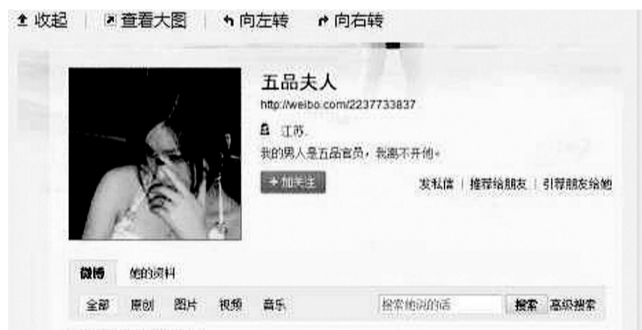 收起 | 查看大图 | 向左转 向右转
五品夫人
http://weibo.com/2237733837
江苏.
我的男人是五品官员，我离不开他。
+加关注
发私信 | 推荐给朋友 | 引荐朋友给她
微博 她的资料
全部 原创 图片 视频 音乐 搜索他说的话 搜索 高级搜索